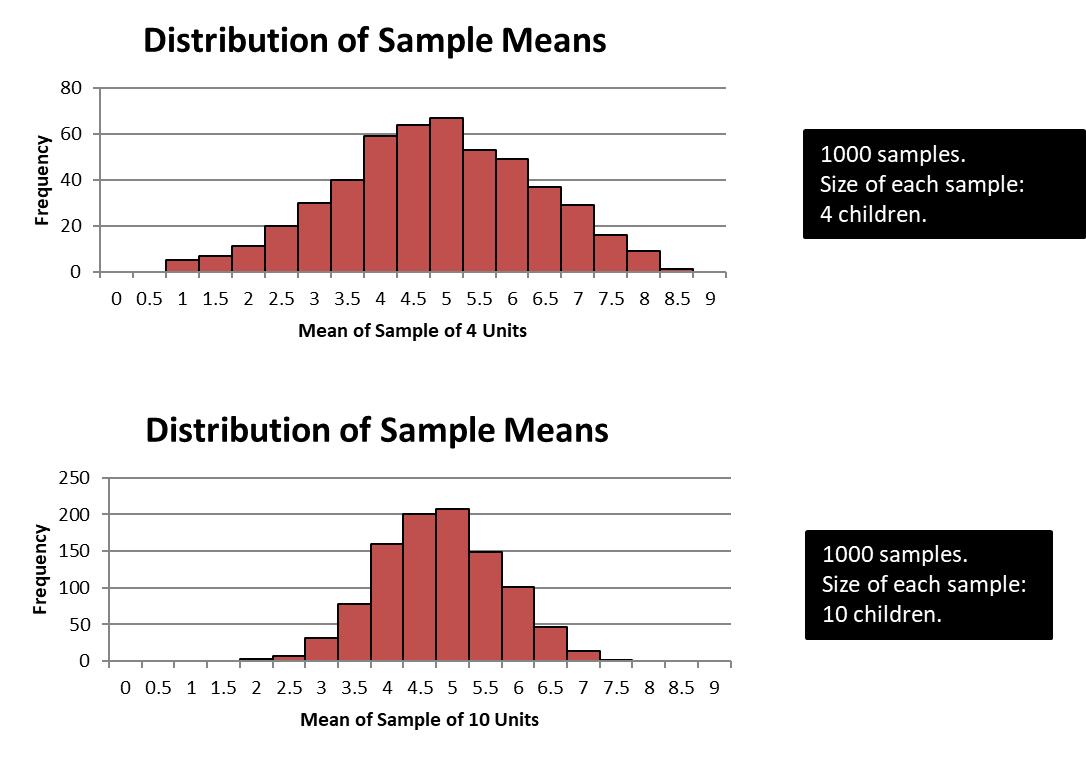 Distribution of Sample Means
80
60
40
20
0
Frequency
0 0.5 1 1.5 2 2.5 3 3.5 4 4.5 5 5.5 6 6.5 7 7.5 8 8.5 9
Mean of Sample of 4 Units
1000 samples.
Size of each sample:
4 children.
Distribution of Sample Means
250
200
150
100
50
0
Frequency
0 0.5 1 1.5 2 2.5 3 3.5 4 4.5 5 5.5 6 6.5 7 7.5 8 8.5 9
Mean of Sample of 10 Units
1000 samples.
Size of each sample:
10 children.